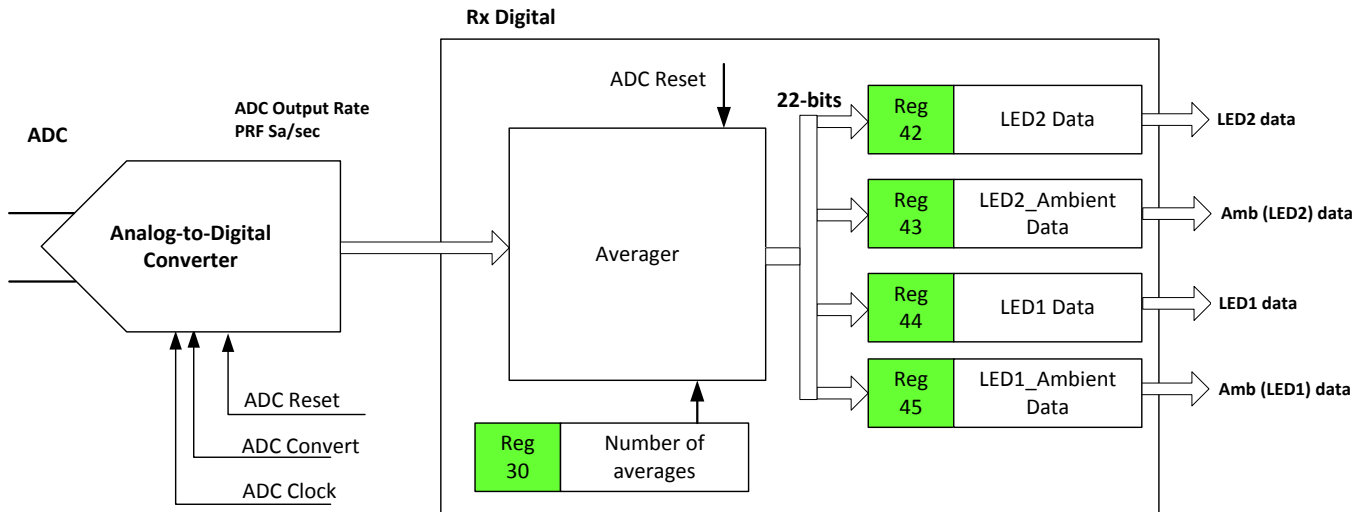 Rx Digital
ADC
ADC Output Rate
PRF Sa/sec
Analog-to-Digital
Converter
ADC Reset
ADC Convert
ADC Clock
ADC Reset
Averager
Reg
30
Number of
averages
22-bits
Reg
42
LED2 Data
LED2 data
Reg
43
LED2_Ambient
Data
Amb (LED2) data
Reg
44
LED1 Data
LED1 data
Reg
45
LED1_Ambient
Data
Amb (LED1) data